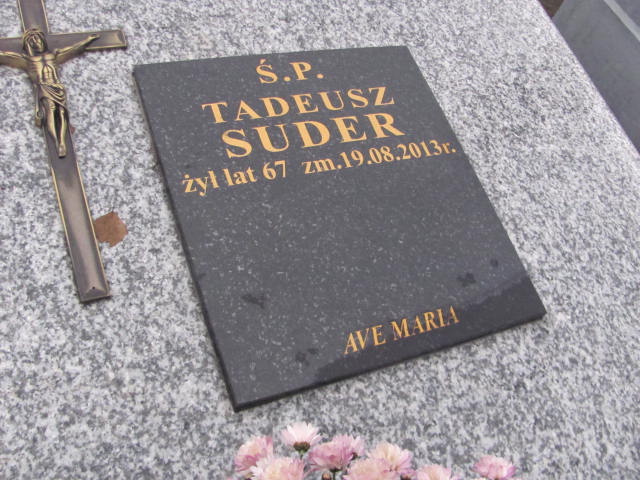 Ś.P.
TADEUSZ
SUDER
żył lat 67 zm.19.08.2013r.
AVE MARIA